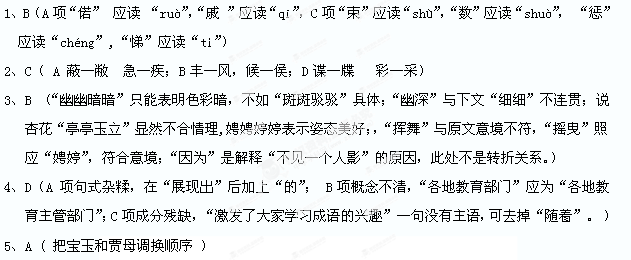 1、B(A项“偌” 应读 “ruò”,“戚 ”应读“qi”, C项“束”应读“shù”,“数”应读“shuò”, “惩”
应读“chéng”,“悌”应读“ti”)
2、C( A 蔽—敝 急—疾; B丰—风, 候—侯; D谍—牒 彩—采)
3、B (“幽幽暗暗”只能表明色彩暗, 不如“斑斑驳驳”具体;“幽深”与下文“细细”不连贯; 说
杏花“亭亭玉立”显然不合情理,娉娉婷婷表示姿态美好;,“挥舞”与原文意境不符,“摇曳”照
应“娉婷”, 符合意境;“因为”是解释“不见一个人影”的原因, 此处不是转折关系。)
4、D(A 项句式杂糅, 在“展现出”后加上“的”; B项概念不清,“各地教育部门”应为“各地教
育主管部门”; C项成分残缺,“激发了大家学习成语的兴趣”一句没有主语, 可去掉“随着”。 )
5、A ( 把宝玉和贾母调换顺序 )